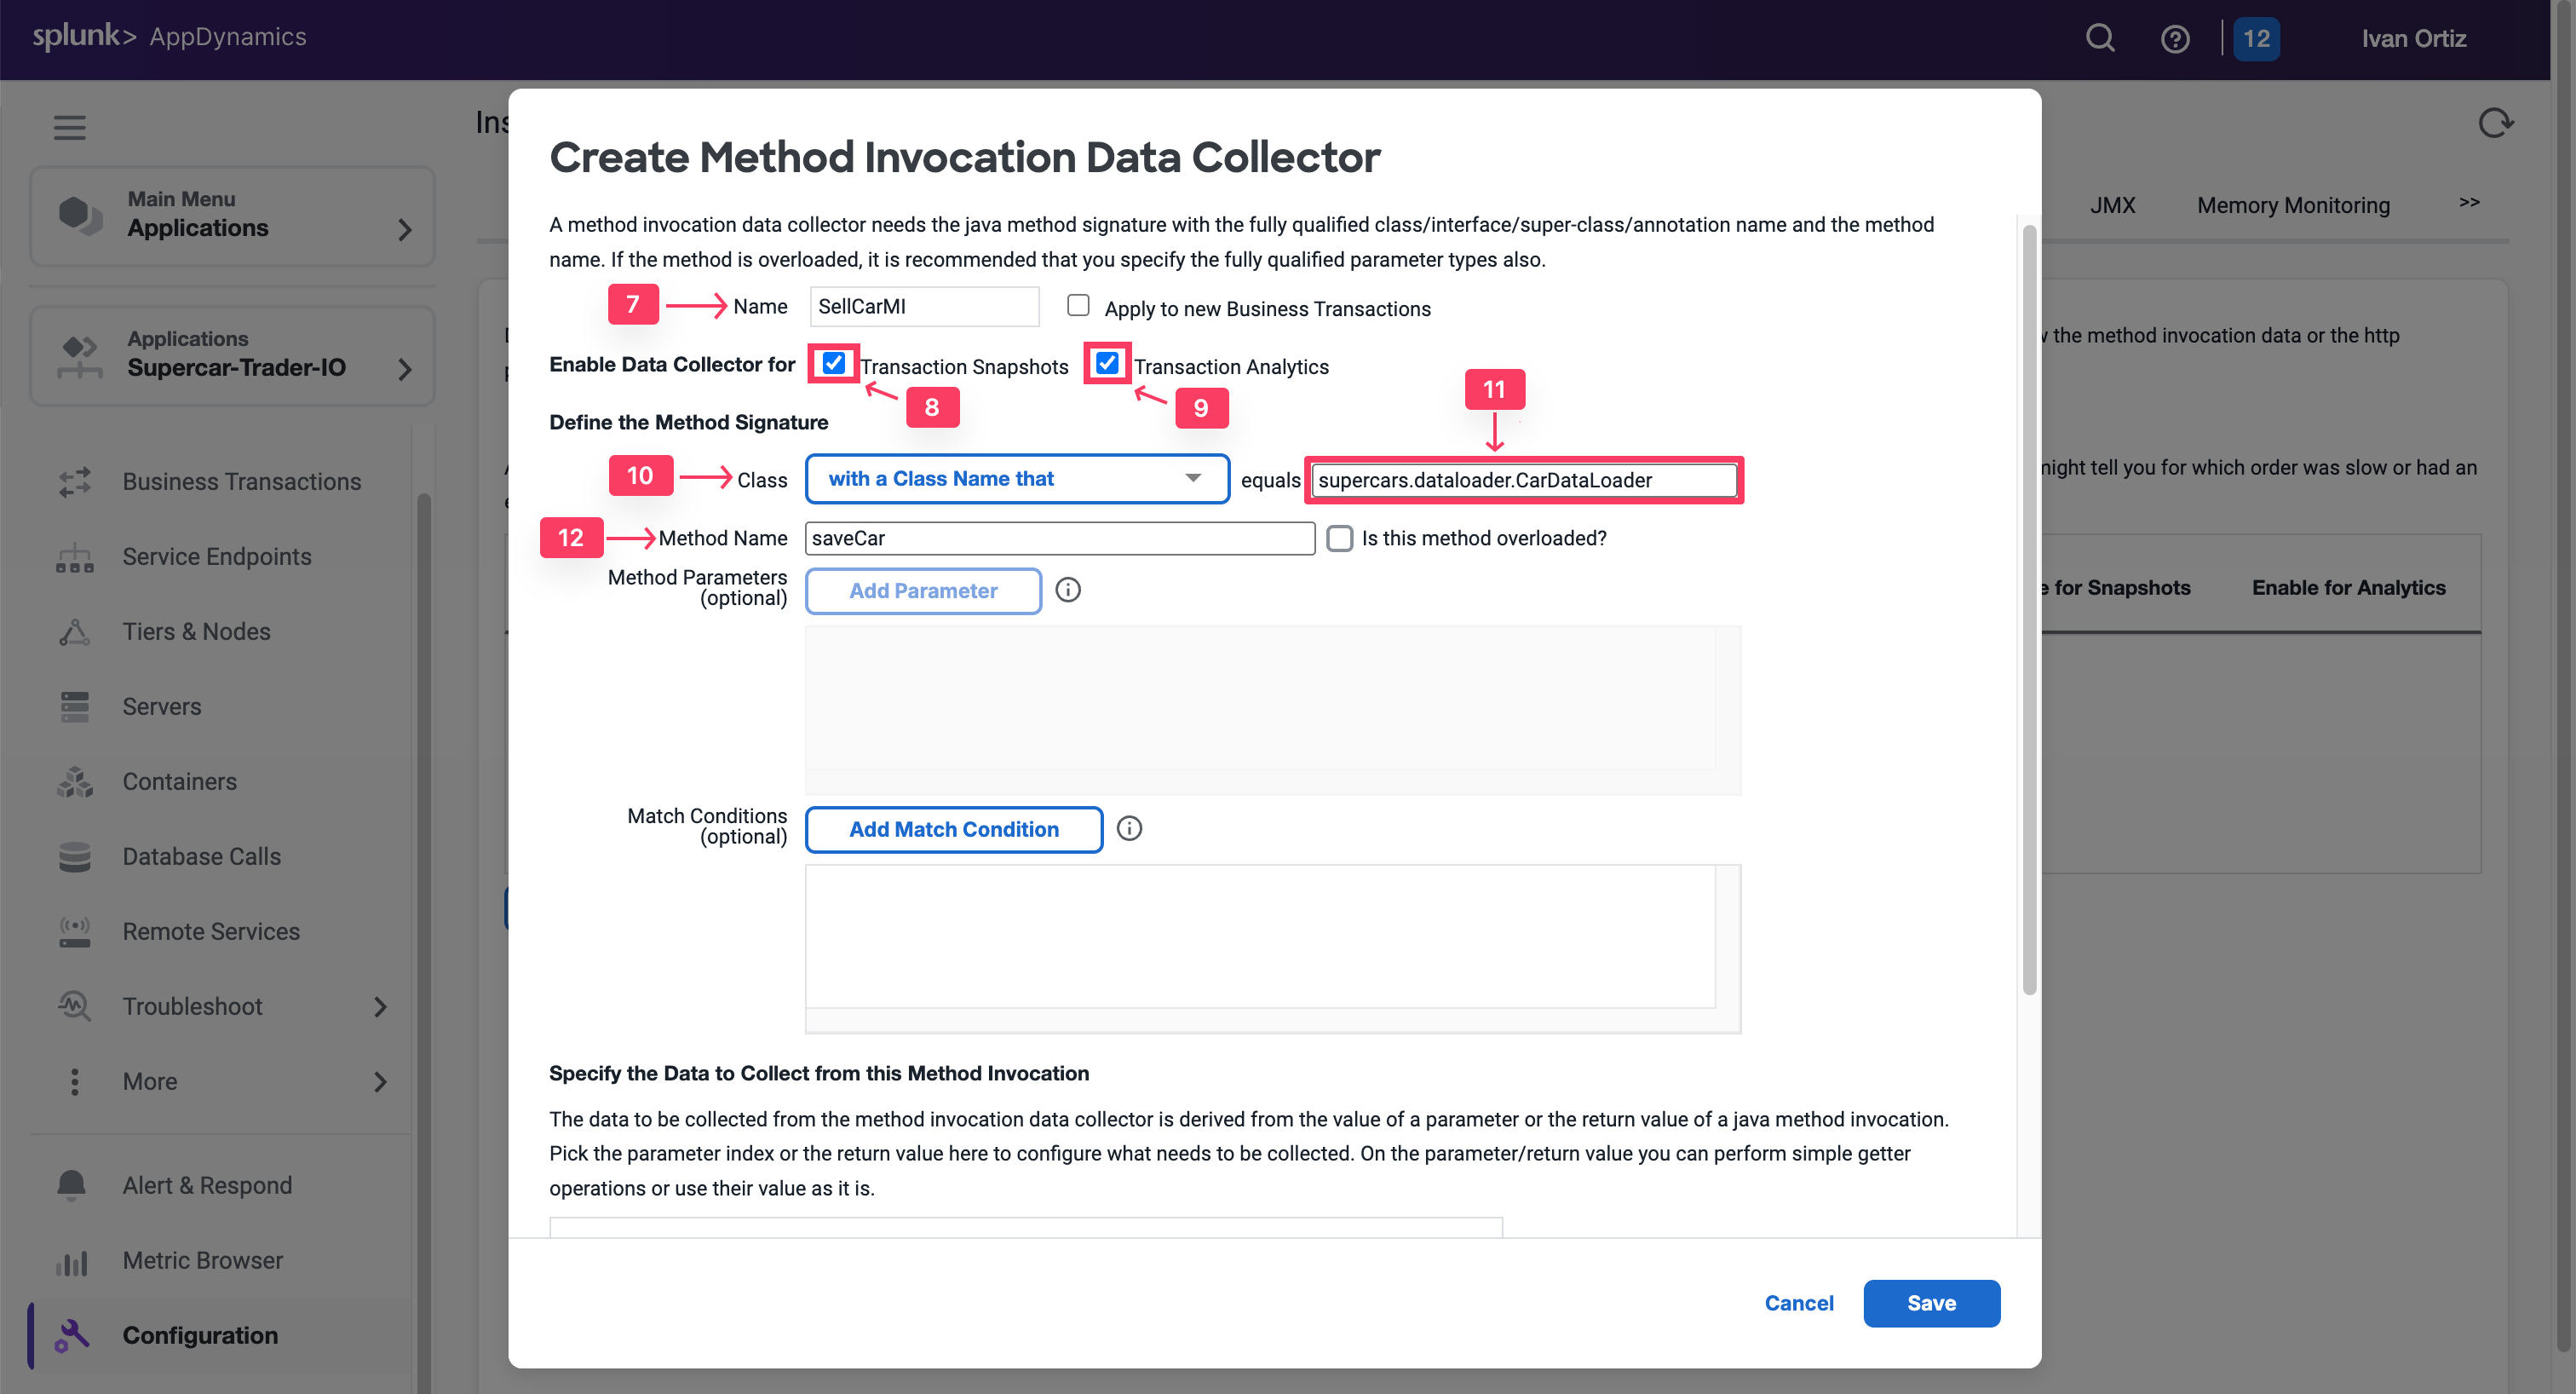 splunk> AppDynamics
12
Ivan Ortiz
Main Menu
Applications
Applications
Supercar-Trader-IO
Business Transactions
Service Endpoints
Tiers & Nodes
Servers
Containers
Database Calls
Remote Services
Troubleshoot
More
Alert & Respond
Metric Browser
Configuration
Ins
JMX
Memory Monitoring
>>
the method invocation data or the http
might tell you for which order was slow or had an
for Snapshots
Enable for Analytics
Create Method Invocation Data Collector
A method invocation data collector needs the java method signature with the fully qualified class/interface/super-class/annotation name and the method
name. If the method is overloaded, it is recommended that you specify the fully qualified parameter types also.
7
Name
SellCarMI
Apply to new Business Transactions
Enable Data Collector for
Transaction Snapshots
Transaction Analytics
8
9
11
Define the Method Signature
10
Class
with a Class Name that
equals
supercars.dataloader.CarDataLoader
12
Method Name
saveCar
Is this method overloaded?
Method Parameters
(optional)
Add Parameter
Match Conditions
(optional)
Add Match Condition
Specify the Data to Collect from this Method Invocation
The data to be collected from the method invocation data collector is derived from the value of a parameter or the return value of a java method invocation.
Pick the parameter index or the return value here to configure what needs to be collected. On the parameter/return value you can perform simple getter
operations or use their value as it is.
Cancel
Save